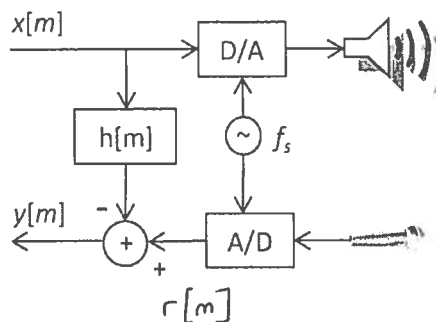 x[m]
D/A
h[m]
~ f_s
y[m]
-
+
+
A/D
r[m]